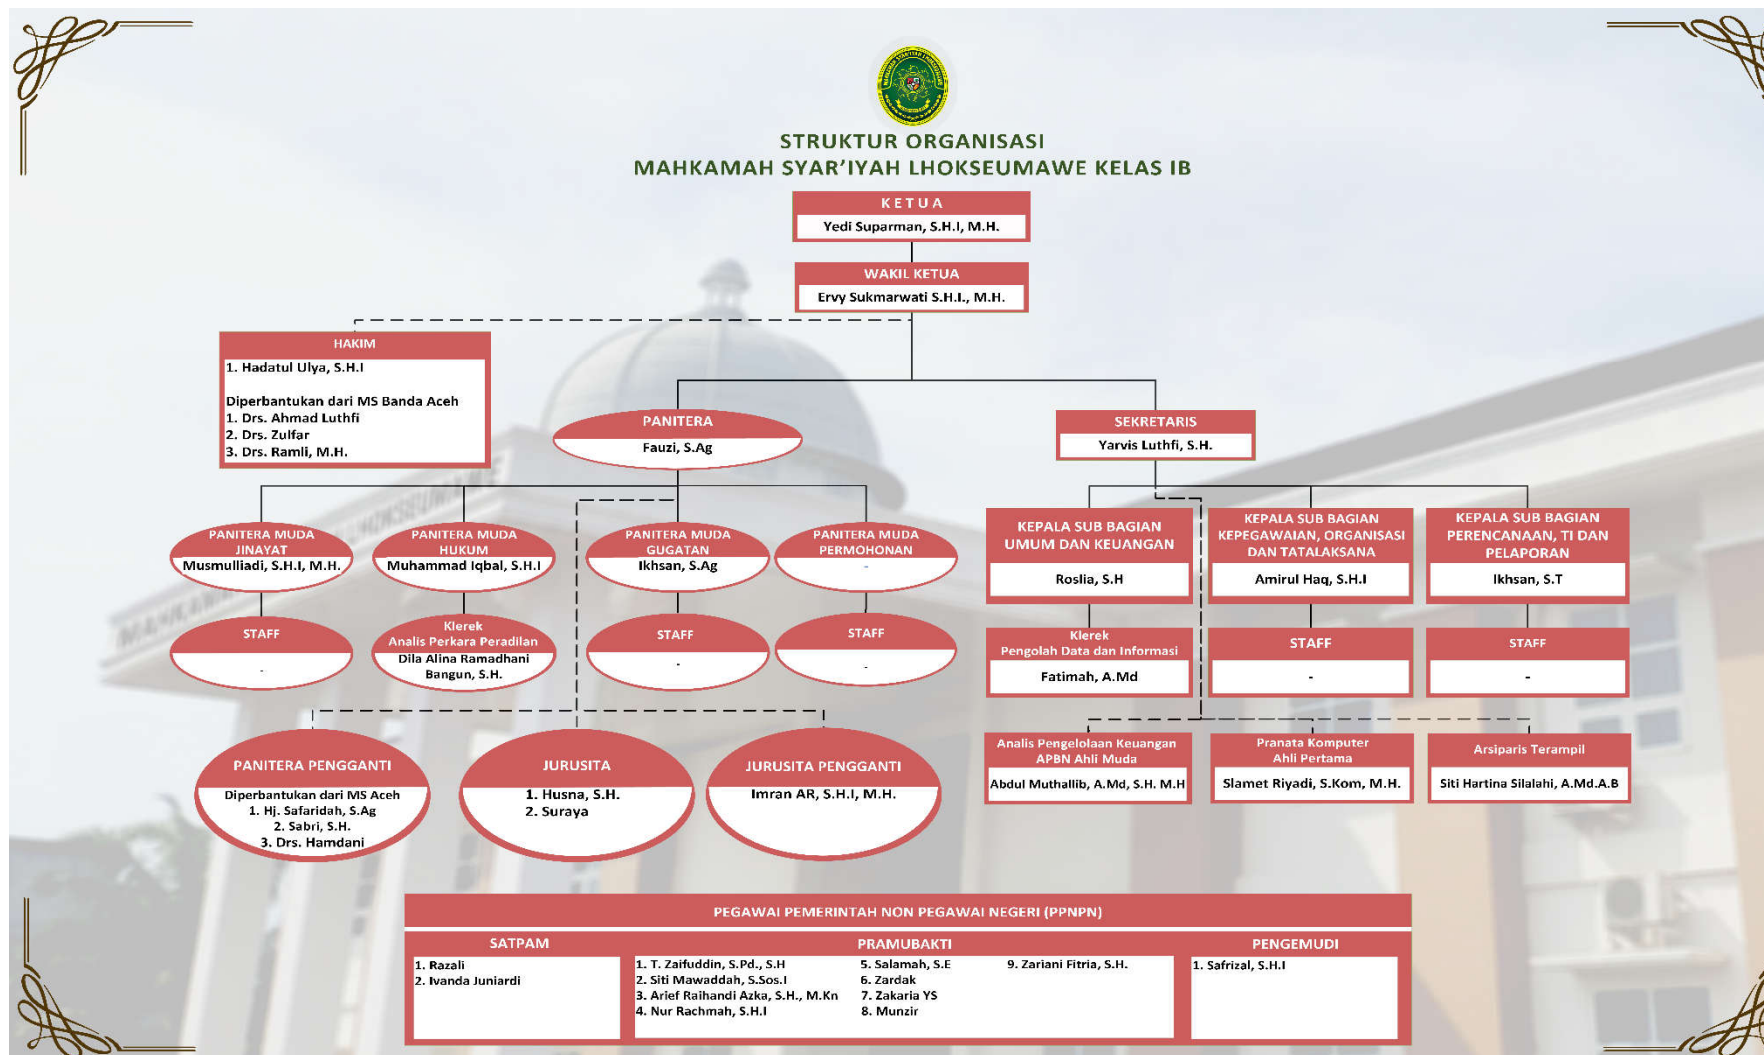 STRUKTUR ORGANISASI
MAHKAMAH SYAR'IYAH LHOKSEUMAWE KELAS IB
K E T U A
Yedi Suparman, S.H.I, M.H.
WAKIL KETUA
Ervy Sukmarwati S.H.I., M.H.
HAKIM
1. Hadatul Ulya, S.H.I
Diperbantukan dari MS Banda Aceh
1. Drs. Ahmad Luthfi
2. Drs. Zulfar
3. Drs. Ramli, M.H.
PANITERA
Fauzi, S.Ag
SEKRETARIS
Yarvis Luthfi, S.H.
PANITERA MUDA
JINAYAT
Musmulliadi, S.H.I, M.H.
PANITERA MUDA
HUKUM
Muhammad Iqbal, S.H.I
PANITERA MUDA
GUGATAN
Ikhsan, S.Ag
PANITERA MUDA
PERMOHONAN
-
KEPALA SUB BAGIAN
UMUM DAN KEUANGAN
Roslia, S.H
KEPALA SUB BAGIAN
KEPEGAWAIAN, ORGANISASI
DAN TATALAKSANA
Amirul Haq, S.H.I
KEPALA SUB BAGIAN
PERENCANAAN, TI DAN
PELAPORAN
Ikhsan, S.T
STAFF
-
Klerek
Analis Perkara Peradilan
Dila Alina Ramadhani
Bangun, S.H.
STAFF
-
STAFF
-
Klerek
Pengolah Data dan Informasi
Fatimah, A.Md
STAFF
-
STAFF
-
PANITERA PENGGANTI
Diperbantukan dari MS Aceh
1. Hj. Safaridah, S.Ag
2. Sabri, S.H.
3. Drs. Hamdani
JURUSITA
1. Husna, S.H.
2. Suraya
JURUSITA PENGGANTI
Imran AR, S.H.I, M.H.
Analis Pengelolaan Keuangan
APBN Ahli Muda
Abdul Muthallib, A.Md, S.H. M.H
Pranata Komputer
Ahli Pertama
Slamet Riyadi, S.Kom, M.H.
Arsiparis Terampil
Siti Hartina Silalahi, A.Md.A.B
PEGAWAI PEMERINTAH NON PEGAWAI NEGERI (PPNPN)
SATPAM
1. Razali
2. Ivanda Juniardi
PRAMUBAKTI
1. T. Zaifuddin, S.Pd., S.H
2. Siti Mawaddah, S.Sos.I
3. Arief Raihandi Azka, S.H., M.Kn
4. Nur Rachmah, S.H.I
5. Salamah, S.E
6. Zardak
7. Zakaria YS
8. Munzir
9. Zariani Fitria, S.H.
PENGEMUDI
1. Safrizal, S.H.I